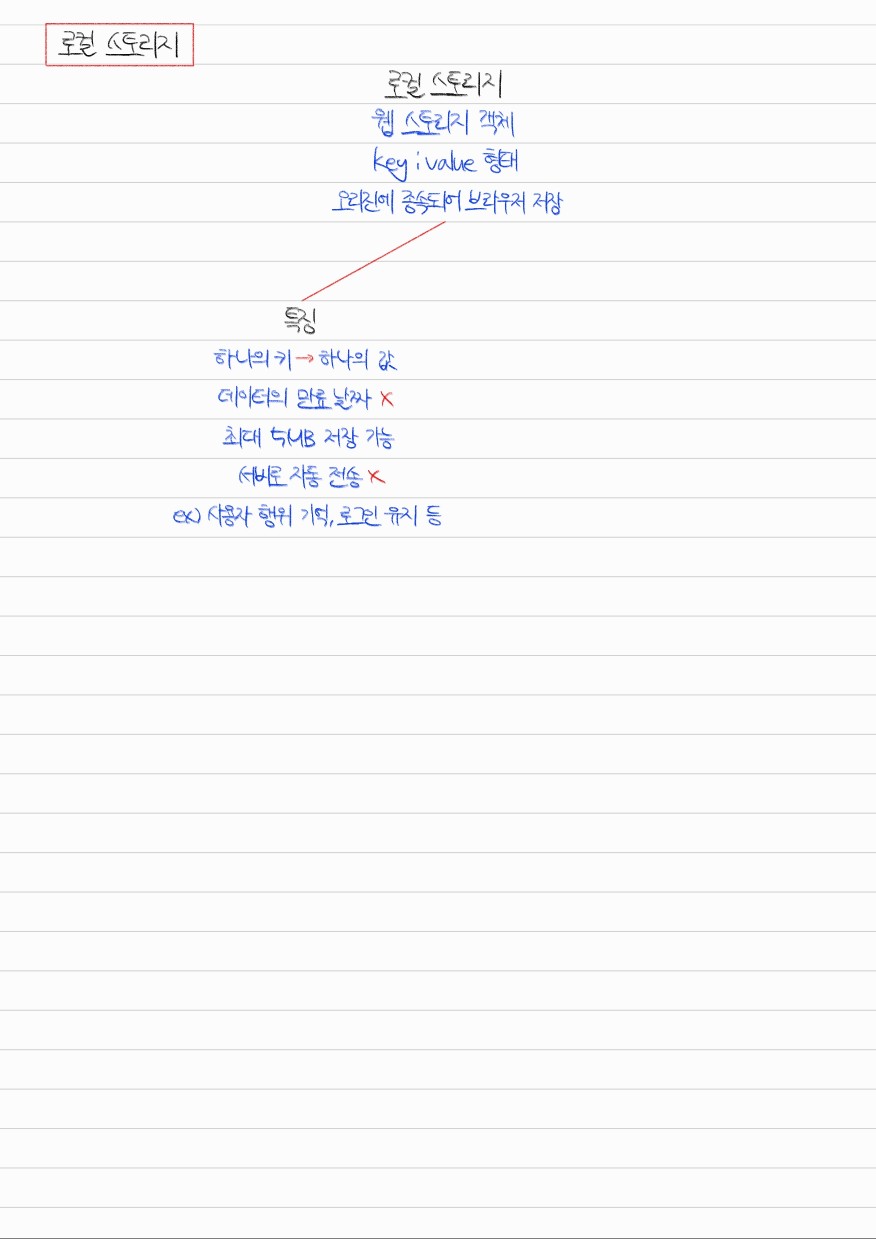 로컬 스토리지
로컬 스토리지
웹 스토리지 객체
key : value 형태
오리진에 종속되어 브라우저 저장
특징
하나의 키 → 하나의 값
데이터의 만료 날짜 X
최대 5MB 저장 가능
서버로 자동 전송 X
ex) 사용자 행위 기억, 로그인 유지 등